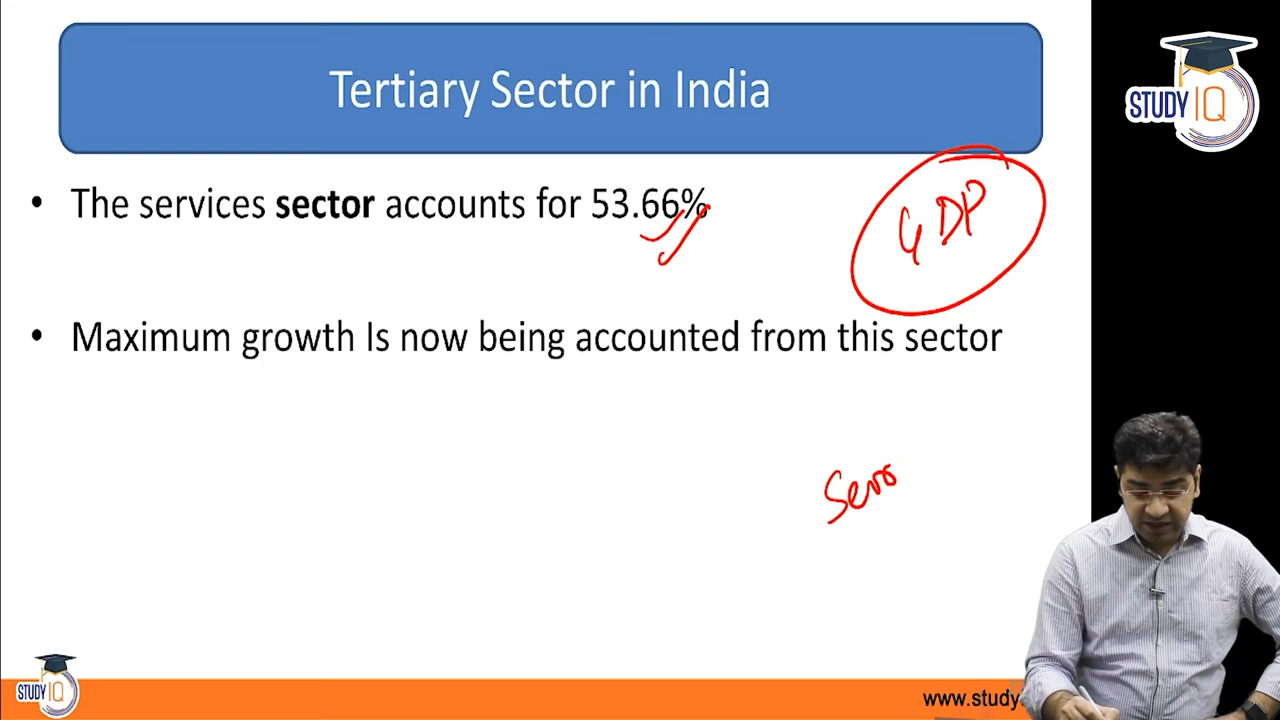 Tertiary Sector in India
STUDY IQ
• The services sector accounts for 53.66%
GDP
• Maximum growth Is now being accounted from this sector
STUDY IQ
www.study